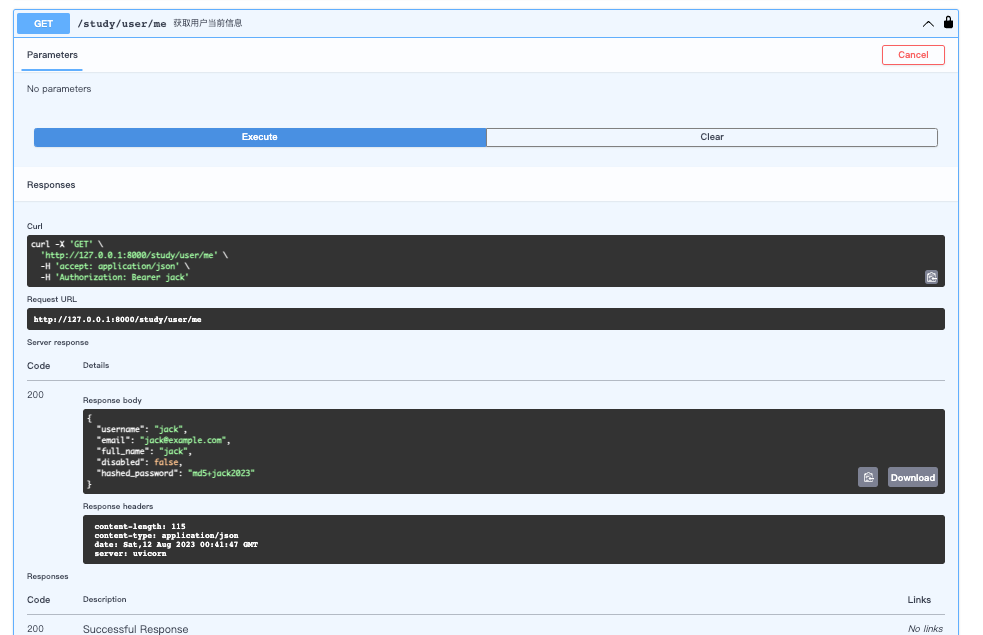 GET /study/user/me 获取用户当前信息
Parameters
Cancel
No parameters
Execute
Clear
Responses
Curl
curl -X 'GET' \
'http://127.0.0.1:8000/study/user/me' \
-H 'accept: application/json' \
-H 'Authorization: Bearer jack'
Request URL
http://127.0.0.1:8000/study/user/me
Server response
Code Details
200
Response body
{
"username": "jack",
"email": "jack@example.com",
"full_name": "jack",
"disabled": false,
"hashed_password": "md5+jack2023"
}
Download
Response headers
content-length: 115
content-type: application/json
date: Sat,12 Aug 2023 00:41:47 GMT
server: uvicorn
Responses
Code Description Links
200 Successful Response No links